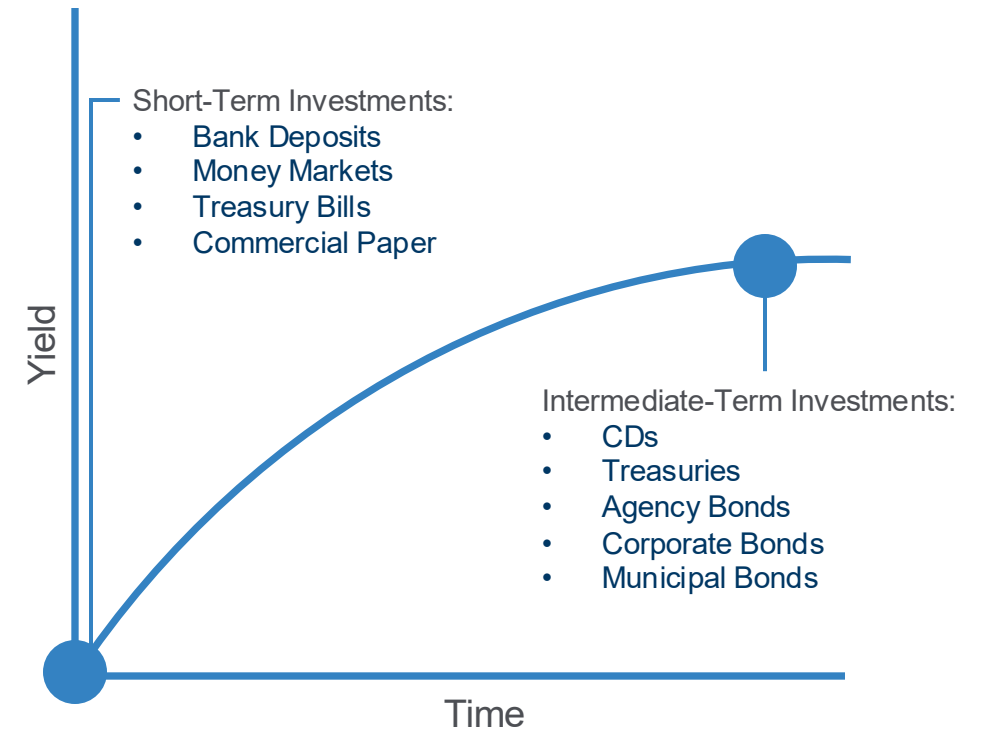 Short-Term Investments:
• Bank Deposits
• Money Markets
• Treasury Bills
• Commercial Paper
Yield
Intermediate-Term Investments:
• CDs
• Treasuries
• Agency Bonds
• Corporate Bonds
• Municipal Bonds
Time